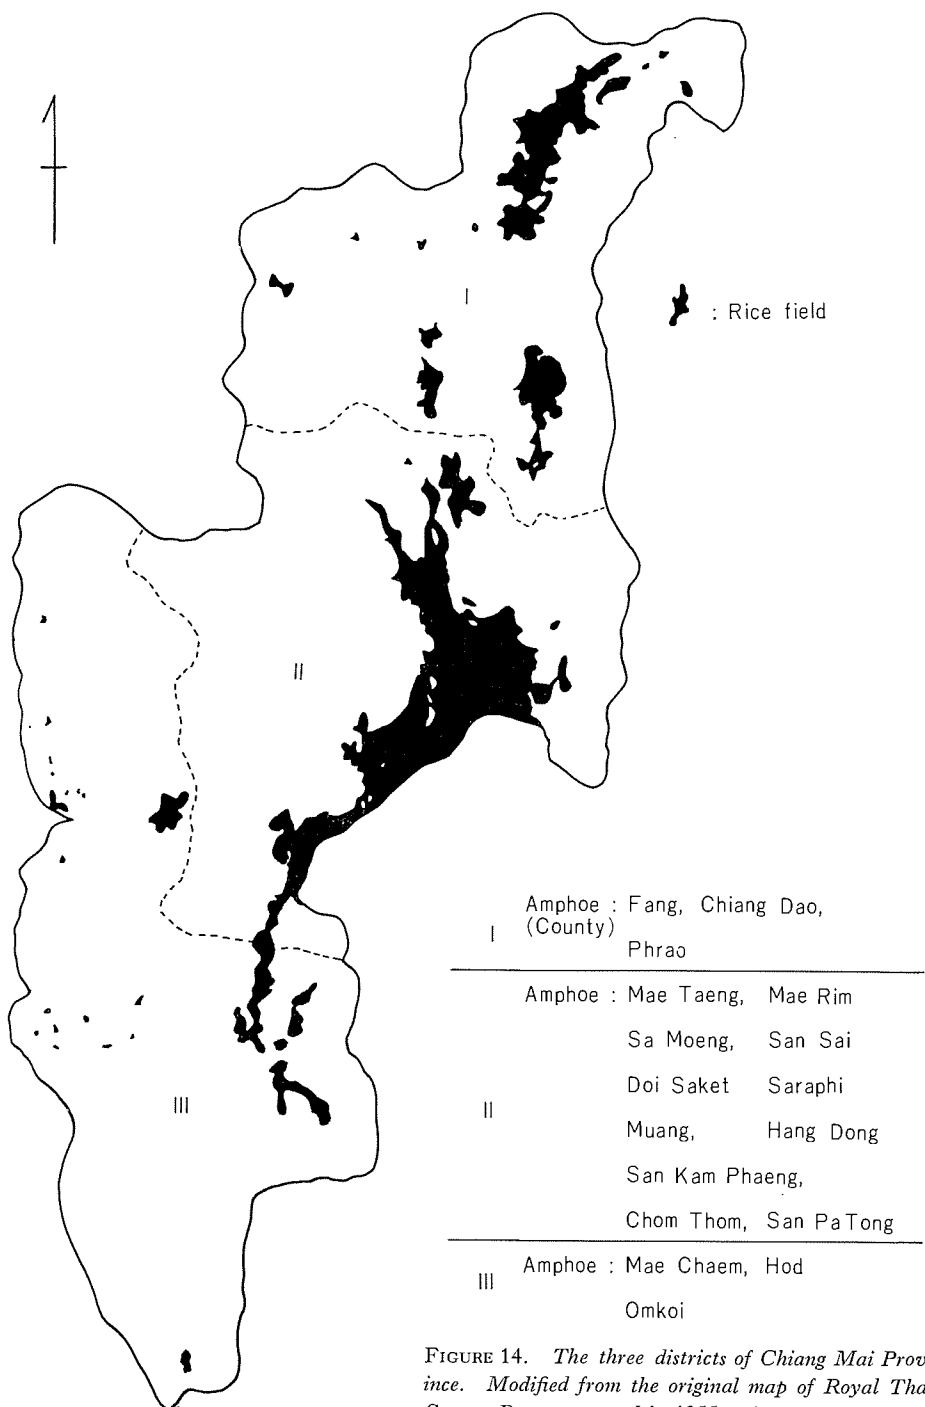 I
: Rice field
II
III
Amphoe : Fang, Chiang Dao,
(County)
I
Phrao
Amphoe : Mae Taeng, Mae Rim
Sa Moeng, San Sai
Doi Saket Saraphi
II
Muang, Hang Dong
San Kam Phaeng,
Chom Thom, San Pa Tong
Amphoe : Mae Chaem, Hod
III
Omkoi
FIGURE 14. The three districts of Chiang Mai Prov
ince. Modified from the original map of Royal Tha